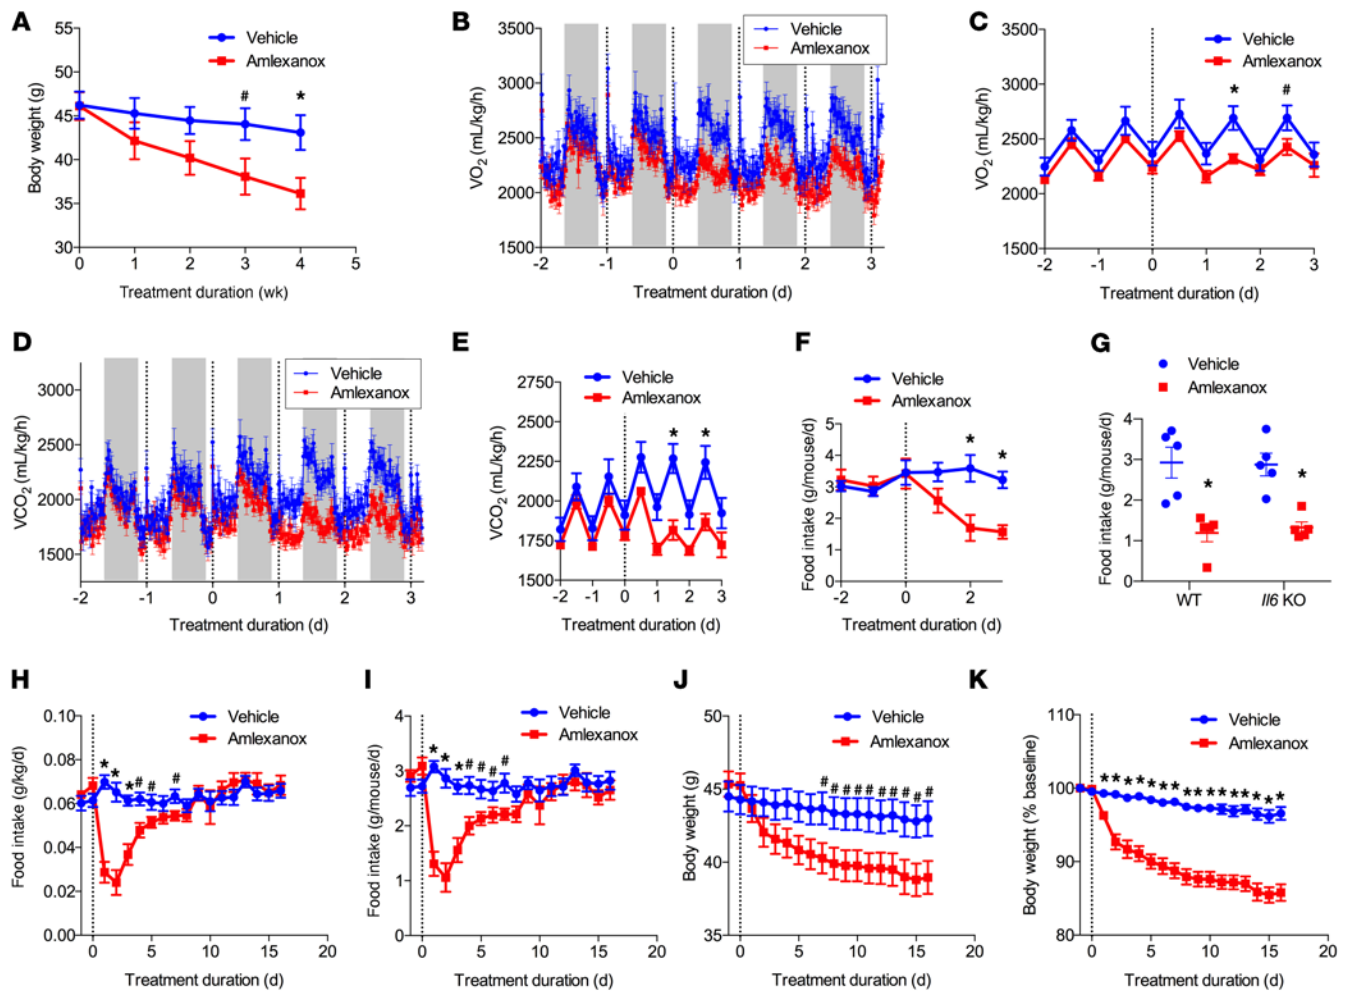 A
Vehicle
Amlexanox
Body weight (g)
55
50
45
40
35
30
# *
0 1 2 3 4 5
Treatment duration (wk)
B
Vehicle
Amlexanox
VO2 (mL/kg/h)
3500
3000
2500
2000
1500
-2 -1 0 1 2 3
Treatment duration (d)
C
Vehicle
Amlexanox
VO2 (mL/kg/h)
3500
3000
2500
2000
1500
* #
-2 -1 0 1 2 3
Treatment duration (d)
D
Vehicle
Amlexanox
VCO2 (mL/kg/h)
3000
2500
2000
1500
-2 -1 0 1 2 3
Treatment duration (d)
E
Vehicle
Amlexanox
VCO2 (mL/kg/h)
2750
2500
2250
2000
1750
1500
* *
-2 -1 0 1 2 3
Treatment duration (d)
F
Vehicle
Amlexanox
Food intake (g/mouse/d)
5
4
3
2
1
0
* *
-2 0 2
Treatment duration (d)
G
Vehicle
Amlexanox
Food intake (g/mouse/d)
4
3
2
1
0
* *
WT Il6 KO
H
Vehicle
Amlexanox
Food intake (g/kg/d)
0.10
0.08
0.06
0.04
0.02
0.00
* * * # # #
0 5 10 15 20
Treatment duration (d)
I
Vehicle
Amlexanox
Food intake (g/mouse/d)
4
3
2
1
0
* * * # # # #
0 5 10 15 20
Treatment duration (d)
J
Vehicle
Amlexanox
Body weight (g)
50
45
40
35
# # # # # # # # # #
0 5 10 15 20
Treatment duration (d)
K
Vehicle
Amlexanox
Body weight (% baseline)
110
100
90
80
* * * * * * * * * * * * * * * *
0 5 10 15 20
Treatment duration (d)